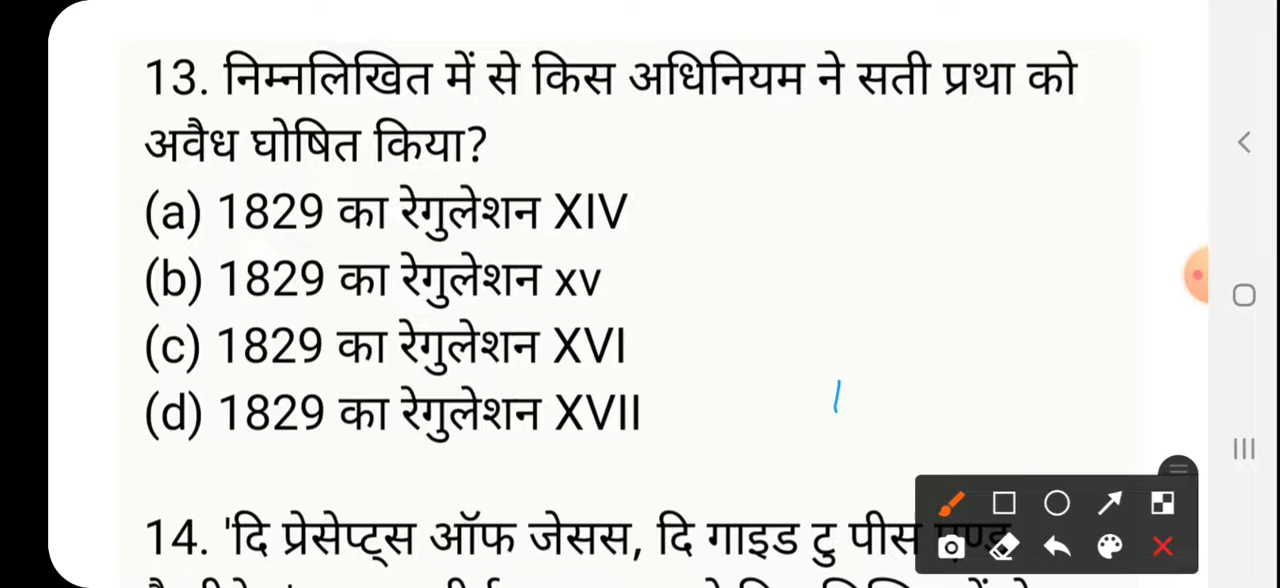 13. निम्नलिखित में से किस अधिनियम ने सती प्रथा को
अवैध घोषित किया?
(a) 1829 का रेगुलेशन XIV
(b) 1829 का रेगुलेशन xv
(c) 1829 का रेगुलेशन XVI
(d) 1829 का रेगुलेशन XVII
14. 'दि प्रेसेप्ट्स ऑफ जेसस, दि गाइड टु पीस